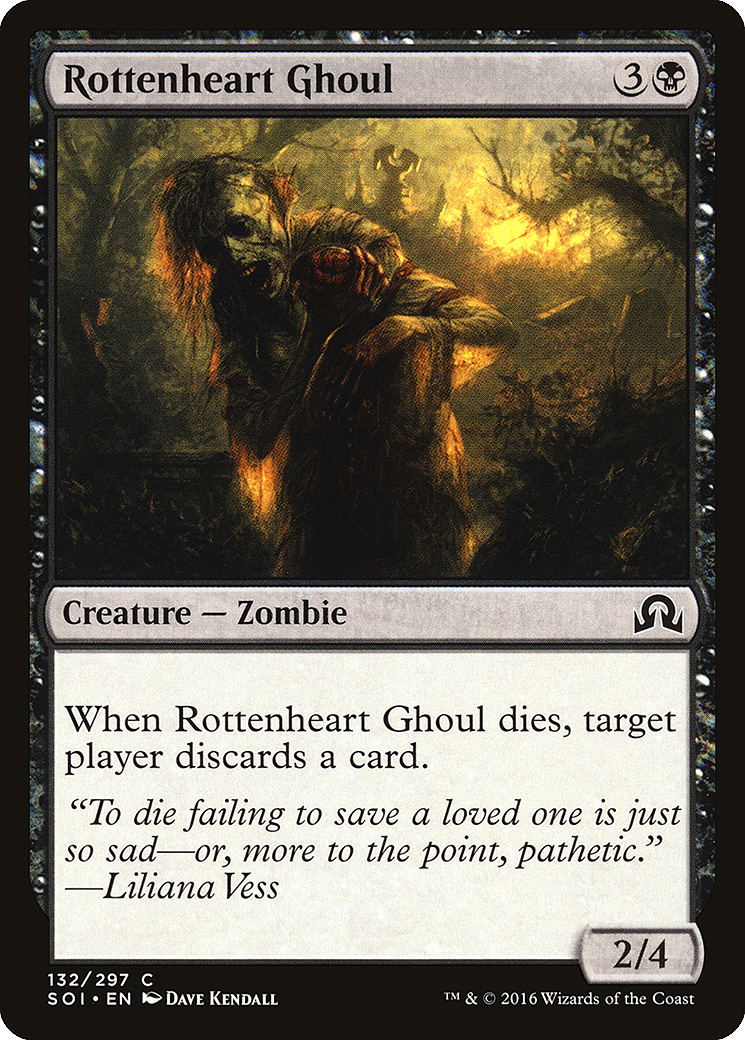 Rottenheart Ghoul 3
Creature — Zombie
When Rottenheart Ghoul dies, target
player discards a card.
“To die failing to save a loved one is just
so sad—or, more to the point, pathetic.”
—Liliana Vess
2/4
132/297 C
SOI • EN Dave Kendall
™ & © 2016 Wizards of the Coast